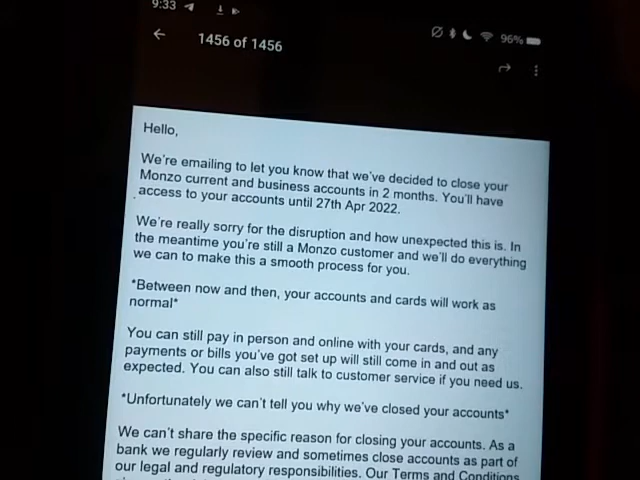 9:33
96%
1456 of 1456
Hello,
We're emailing to let you know that we've decided to close your
Monzo current and business accounts in 2 months. You'll have
access to your accounts until 27th Apr 2022.
We're really sorry for the disruption and how unexpected this is. In
the meantime you're still a Monzo customer and we'll do everything
we can to make this a smooth process for you.
*Between now and then, your accounts and cards will work as
normal*
You can still pay in person and online with your cards, and any
payments or bills you've got set up will still come in and out as
expected. You can also still talk to customer service if you need us.
*Unfortunately we can't tell you why we've closed your accounts*
We can't share the specific reason for closing your accounts. As a
bank we regularly review and sometimes close accounts as part of
our legal and regulatory responsibilities. Our Terms and Conditions